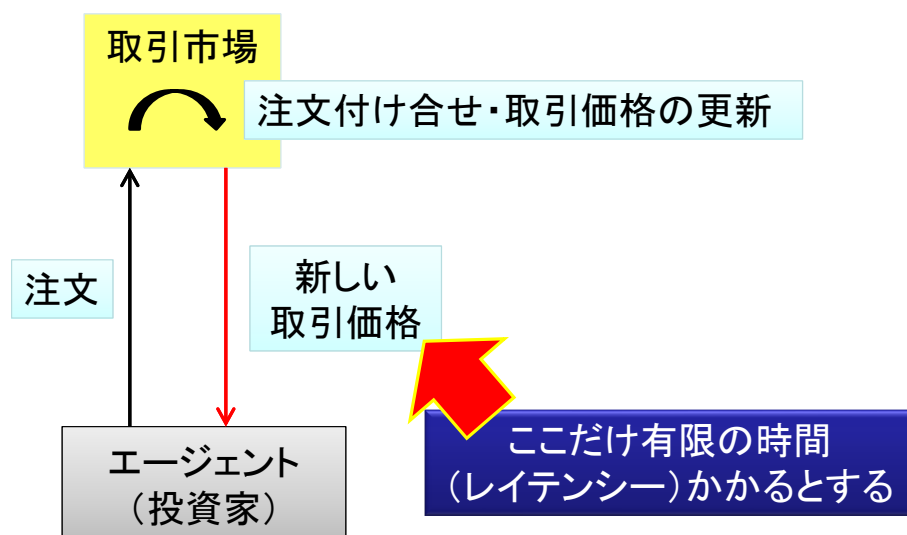 取引市場
注文付け合せ・取引価格の更新
注文
新しい
取引価格
ここだけ有限の時間
（レイテンシー）かかるとする
エージェント
（投資家）